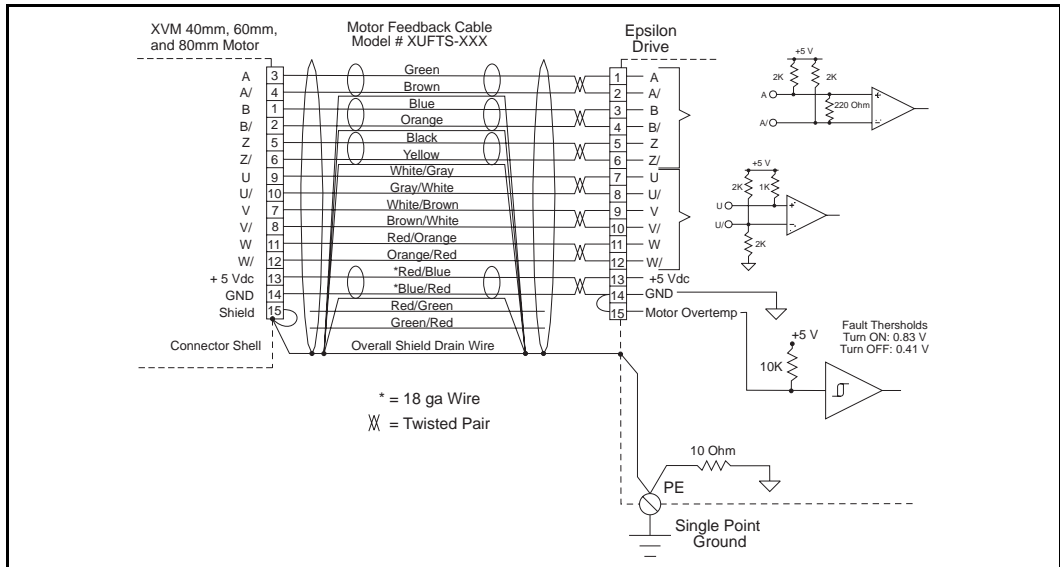 XVM 40mm, 60mm,
and 80mm Motor
Motor Feedback Cable
Model # XUFTS-XXX
Epsilon
Drive
A 3 Green 1 A
A/ 4 Brown 2 A/
B 1 Blue 3 B
B/ 2 Orange 4 B/
Z 5 Black 5 Z
Z/ 6 Yellow 6 Z/
U 9 White/Gray 7 U
U/ 10 Gray/White 8 U/
V 7 White/Brown 9 V
V/ 8 Brown/White 10 V/
W 11 Red/Orange 11 W
W/ 12 Orange/Red 12 W/
+ 5 Vdc 13 *Red/Blue 13 +5 Vdc
GND 14 *Blue/Red 14 GND
Shield 15 Red/Green 15 Motor Overtemp
Green/Red
Connector Shell
Overall Shield Drain Wire
* = 18 ga Wire
= Twisted Pair
+5 V
2K 2K
A + 
220 Ohm
A/ -
+5 V
2K 1K
U +
U/ -
2K
Fault Thersholds
Turn ON: 0.83 V
Turn OFF: 0.41 V
+5 V
10K
10 Ohm
PE
Single Point
Ground